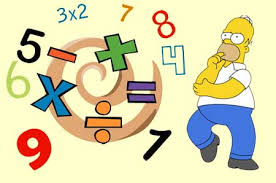 3x2 7 8
5 - + 4
6 x ÷ =
9 1